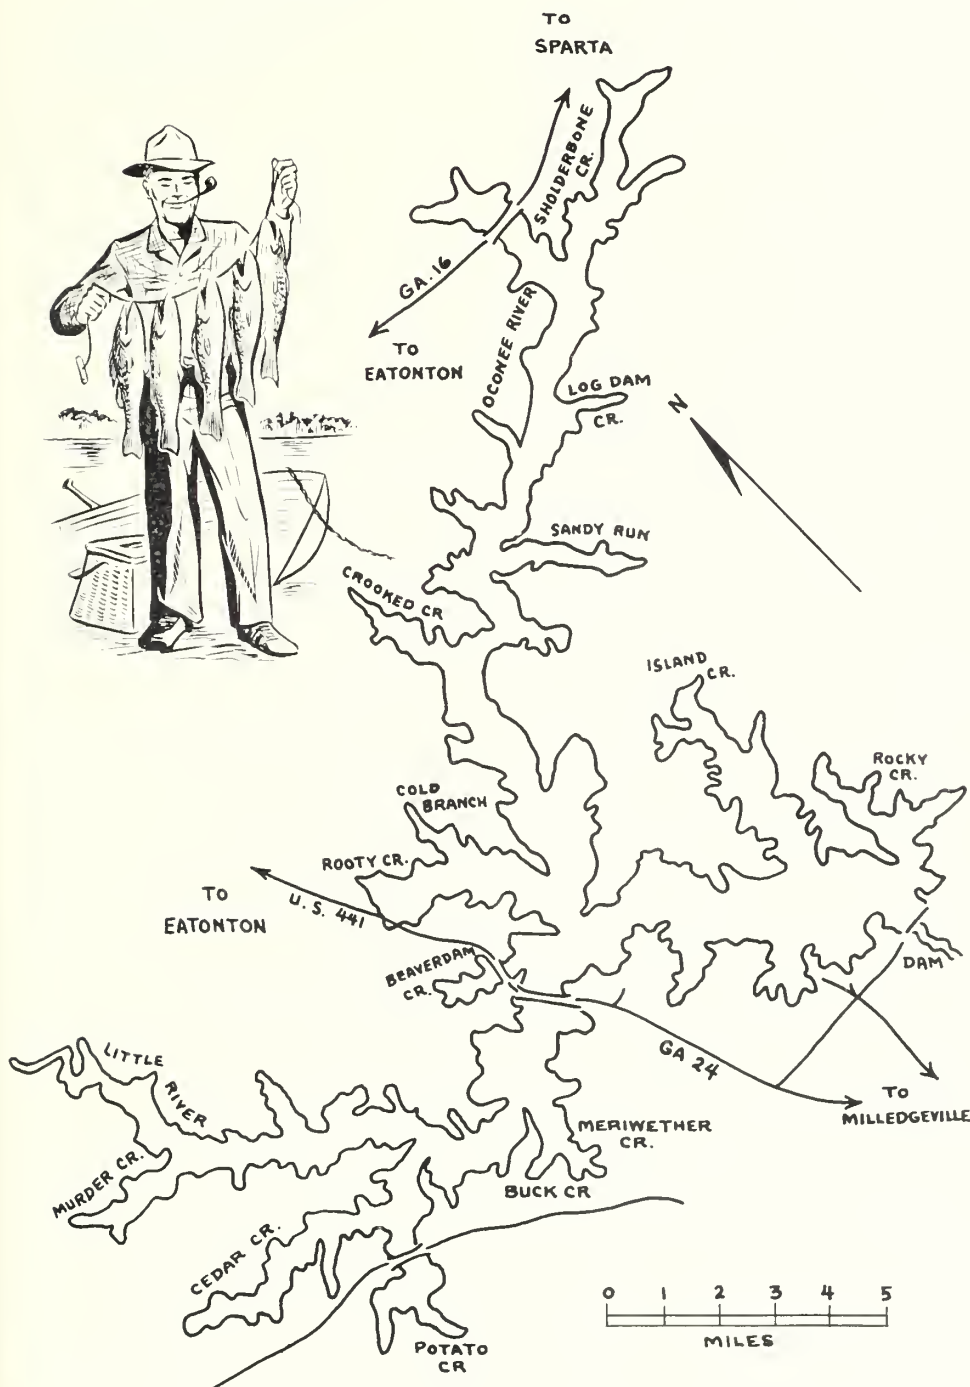 TO
SPARTA
SHOLDERBONE
CR.
GA. 16
TO
EATONTON
OCONEE RIVER
LOG DAM
CR.
N
SANDY RUN
CROOKED CR
ISLAND
CR.
ROCKY
CR.
COLD
BRANCH
ROOTY CR.
TO
EATONTON
U.S. 441
BEAVERDAM
CR.
DAM
GA 24
TO
MILLEDGEVILLE
LITTLE
RIVER
MERIWETHER
CR.
MURDER CR.
BUCK CR
CEDAR CR.
POTATO
CR
0 1 2 3 4 5
MILES